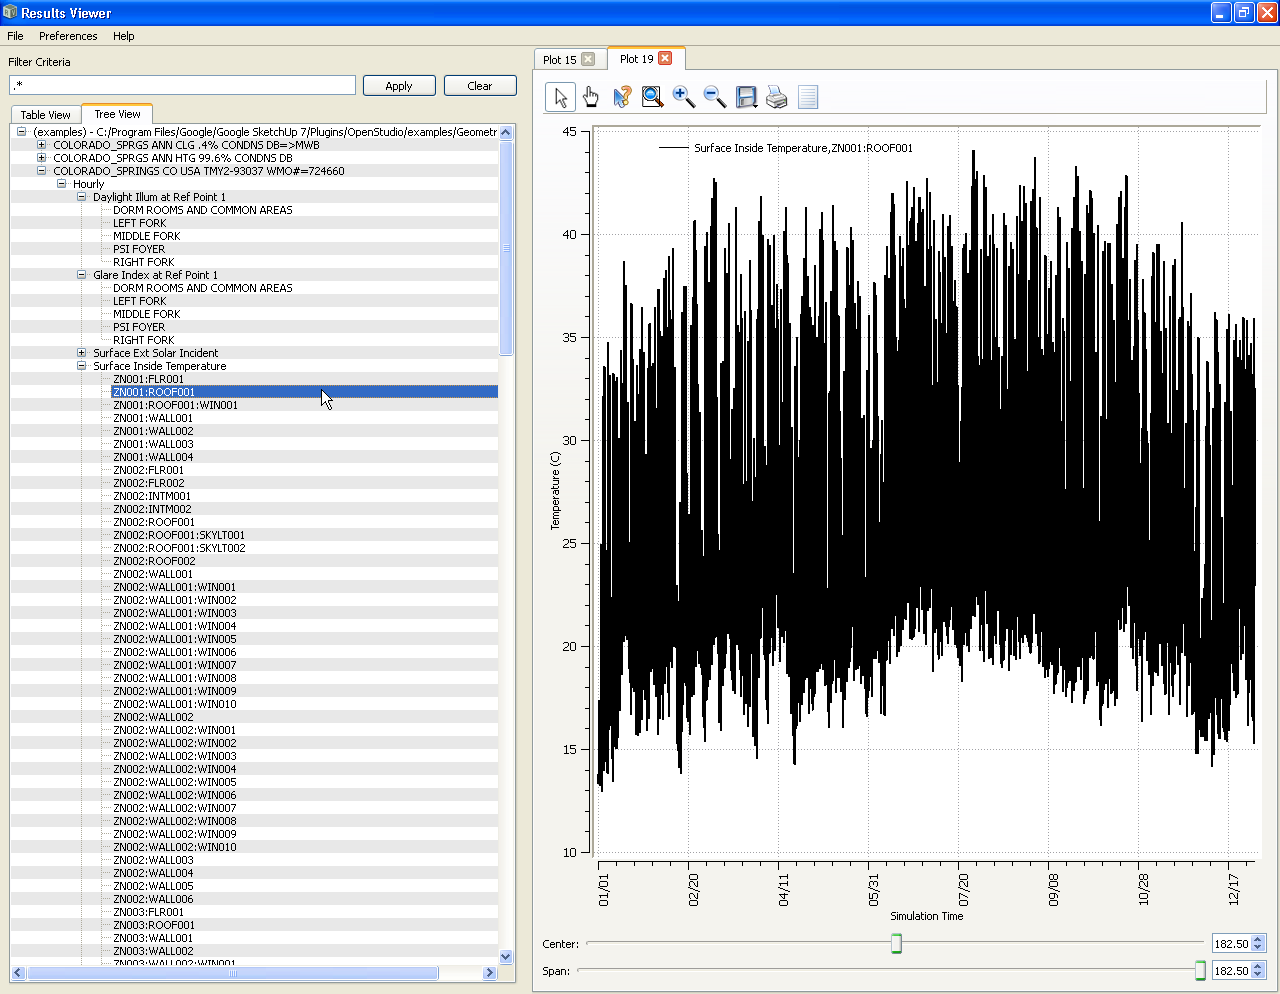 Results Viewer
File Preferences Help
Filter Criteria
.*
Apply Clear
Table View Tree View
(examples) - C:/Program Files/Google/Google SketchUp 7/Plugins/OpenStudio/examples/Geometr
COLORADO_SPRGS ANN CLG .4% CONDNS DB=>MWB
COLORADO_SPRGS ANN HTG 99.6% CONDNS DB
COLORADO_SPRINGS CO USA TMY2-93037 WMO#=724660
Hourly
Daylight Illum at Ref Point 1
DORM ROOMS AND COMMON AREAS
LEFT FORK
MIDDLE FORK
PSI FOYER
RIGHT FORK
Glare Index at Ref Point 1
DORM ROOMS AND COMMON AREAS
LEFT FORK
MIDDLE FORK
PSI FOYER
RIGHT FORK
Surface Ext Solar Incident
Surface Inside Temperature
ZN001:FLR001
ZN001:ROOF001
ZN001:ROOF001:WIN001
ZN001:WALL001
ZN001:WALL002
ZN001:WALL003
ZN001:WALL004
ZN002:FLR001
ZN002:FLR002
ZN002:INTM001
ZN002:INTM002
ZN002:ROOF001
ZN002:ROOF001:SKYLT001
ZN002:ROOF001:SKYLT002
ZN002:ROOF002
ZN002:WALL001
ZN002:WALL001:WIN001
ZN002:WALL001:WIN002
ZN002:WALL001:WIN003
ZN002:WALL001:WIN004
ZN002:WALL001:WIN005
ZN002:WALL001:WIN006
ZN002:WALL001:WIN007
ZN002:WALL001:WIN008
ZN002:WALL001:WIN009
ZN002:WALL001:WIN010
ZN002:WALL002
ZN002:WALL002:WIN001
ZN002:WALL002:WIN002
ZN002:WALL002:WIN003
ZN002:WALL002:WIN004
ZN002:WALL002:WIN005
ZN002:WALL002:WIN006
ZN002:WALL002:WIN007
ZN002:WALL002:WIN008
ZN002:WALL002:WIN009
ZN002:WALL002:WIN010
ZN002:WALL003
ZN002:WALL004
ZN002:WALL005
ZN002:WALL006
ZN003:FLR001
ZN003:ROOF001
ZN003:WALL001
ZN003:WALL002
ZN003:WALL002:WIN001
Plot 15 Plot 19
Surface Inside Temperature,ZN001:ROOF001
Temperature (C)
45
40
35
30
25
20
15
10
01/01 02/20 04/11 05/31 07/20 09/08 10/28 12/17
Simulation Time
Center: 182.50
Span: 182.50